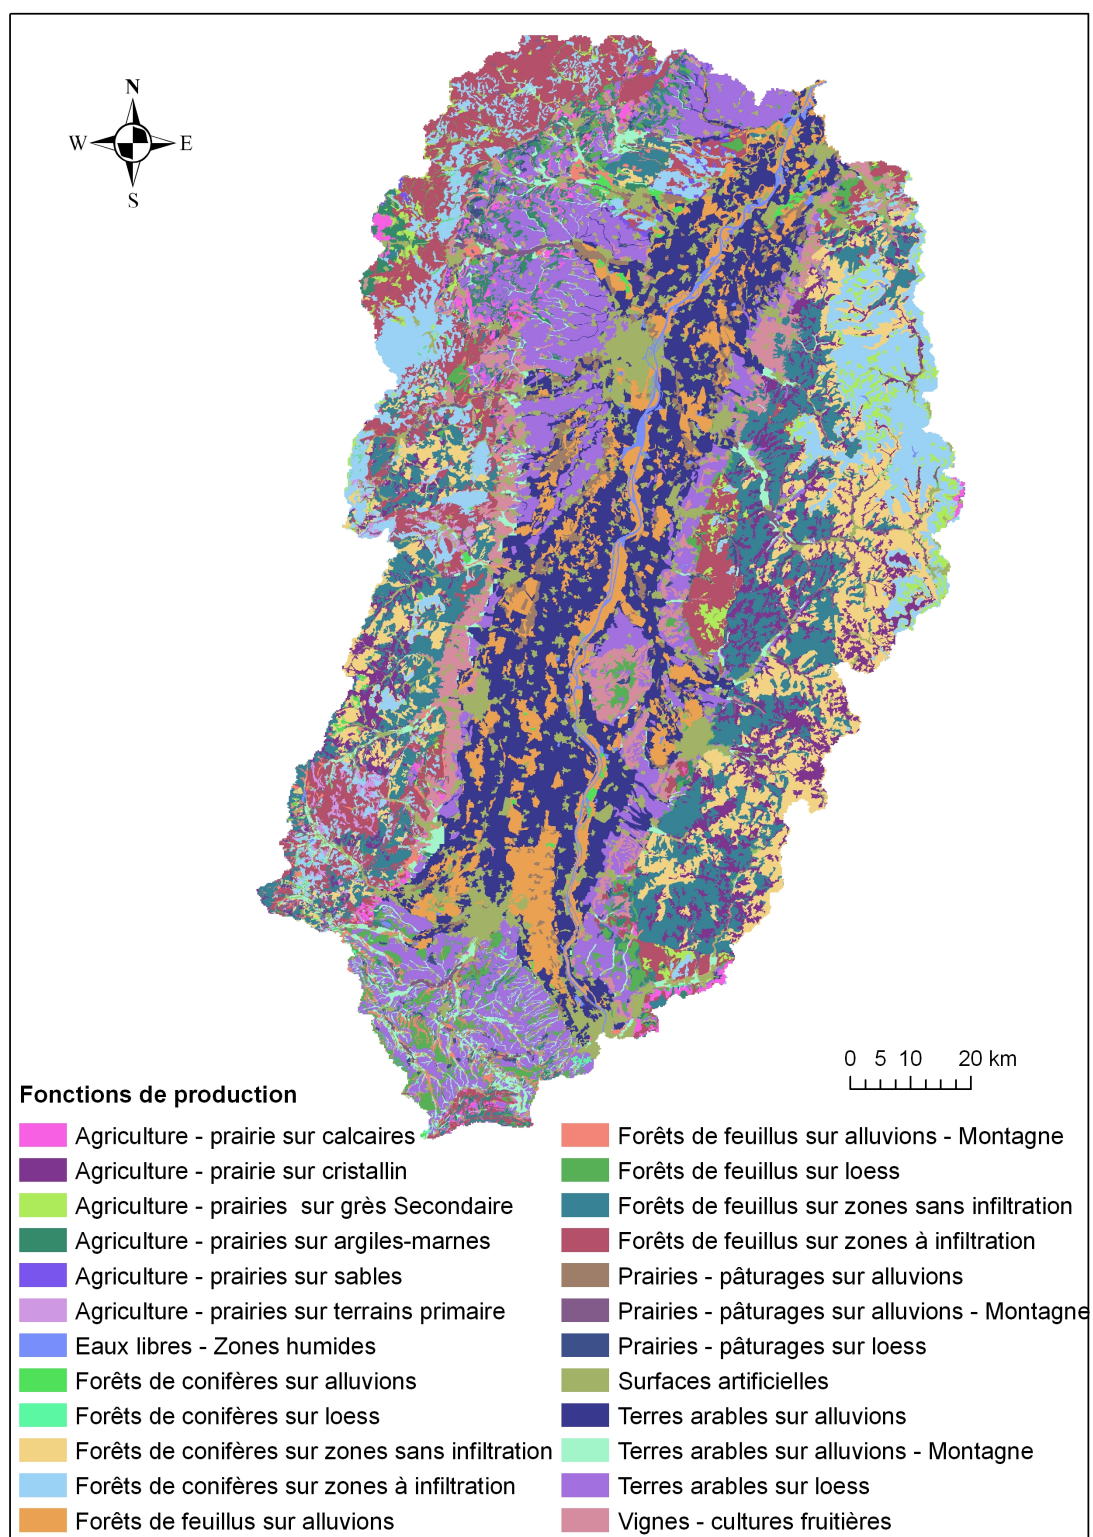 N
W E
S
0 5 10 20 km
Fonctions de production
Agriculture - prairie sur calcaires
Agriculture - prairie sur cristallin
Agriculture - prairies sur grès Secondaire
Agriculture - prairies sur argiles-marnes
Agriculture - prairies sur sables
Agriculture - prairies sur terrains primaire
Eaux libres - Zones humides
Forêts de conifères sur alluvions
Forêts de conifères sur loess
Forêts de conifères sur zones sans infiltration
Forêts de conifères sur zones à infiltration
Forêts de feuillus sur alluvions
Forêts de feuillus sur alluvions - Montagne
Forêts de feuillus sur loess
Forêts de feuillus sur zones sans infiltration
Forêts de feuillus sur zones à infiltration
Prairies - pâturages sur alluvions
Prairies - pâturages sur alluvions - Montagne
Prairies - pâturages sur loess
Surfaces artificielles
Terres arables sur alluvions
Terres arables sur alluvions - Montagne
Terres arables sur loess
Vignes - cultures fruitières